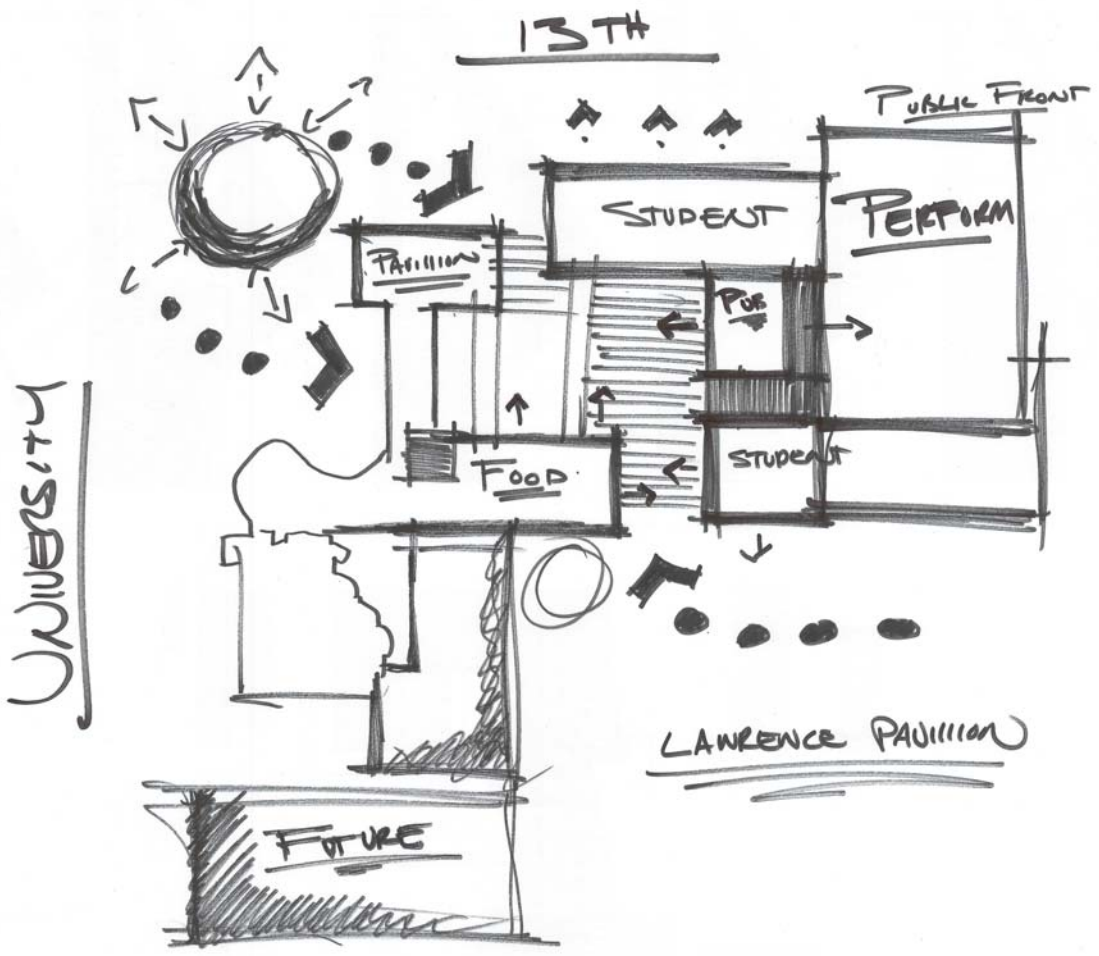 13TH
PUBLIC FRONT
STUDENT
PERFORM
PAVILLION
PUB
STUDENT
FOOD
UNIVERSITY
LAWRENCE PAVILLION
FUTURE